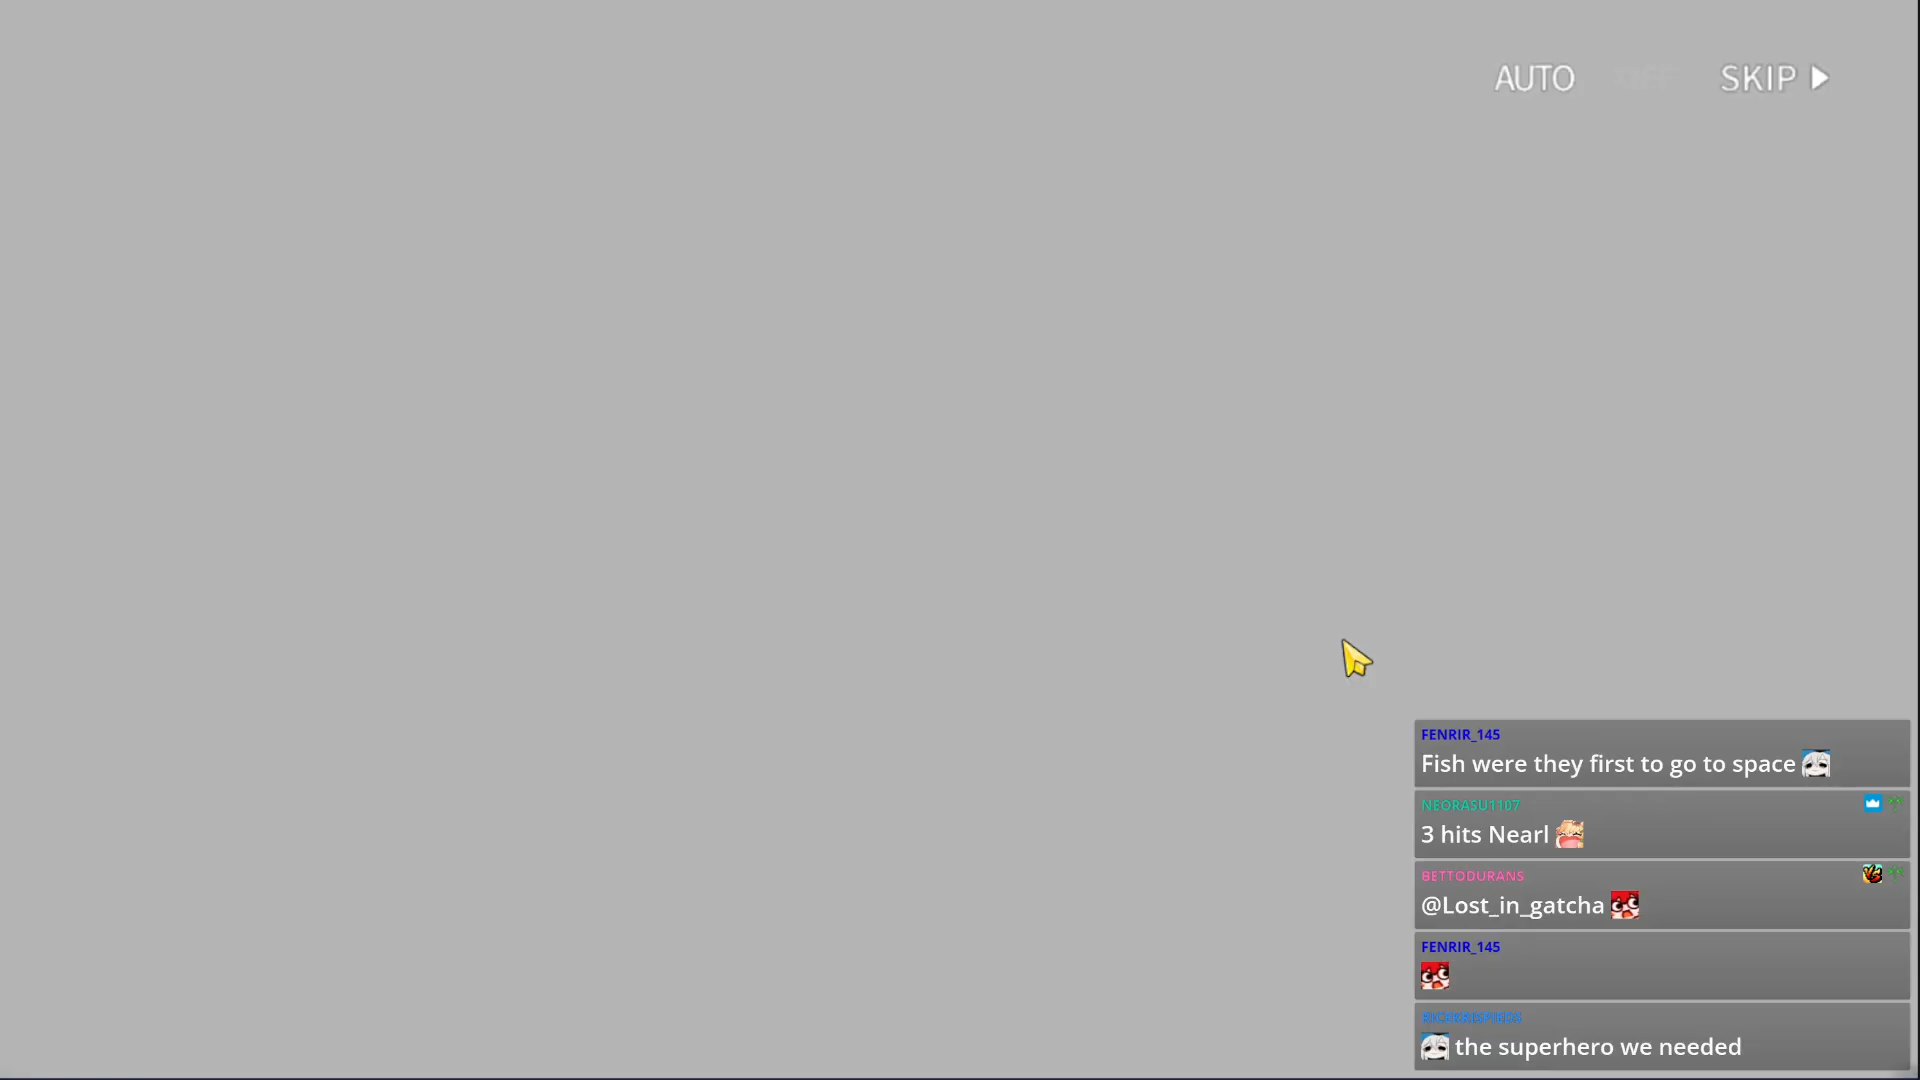 AUTO
SKIP
FENRIR_145
Fish were they first to go to space
NEORASU1107
3 hits Nearl
BETTODURANS
@Lost_in_gatcha
FENRIR_145
the superhero we needed